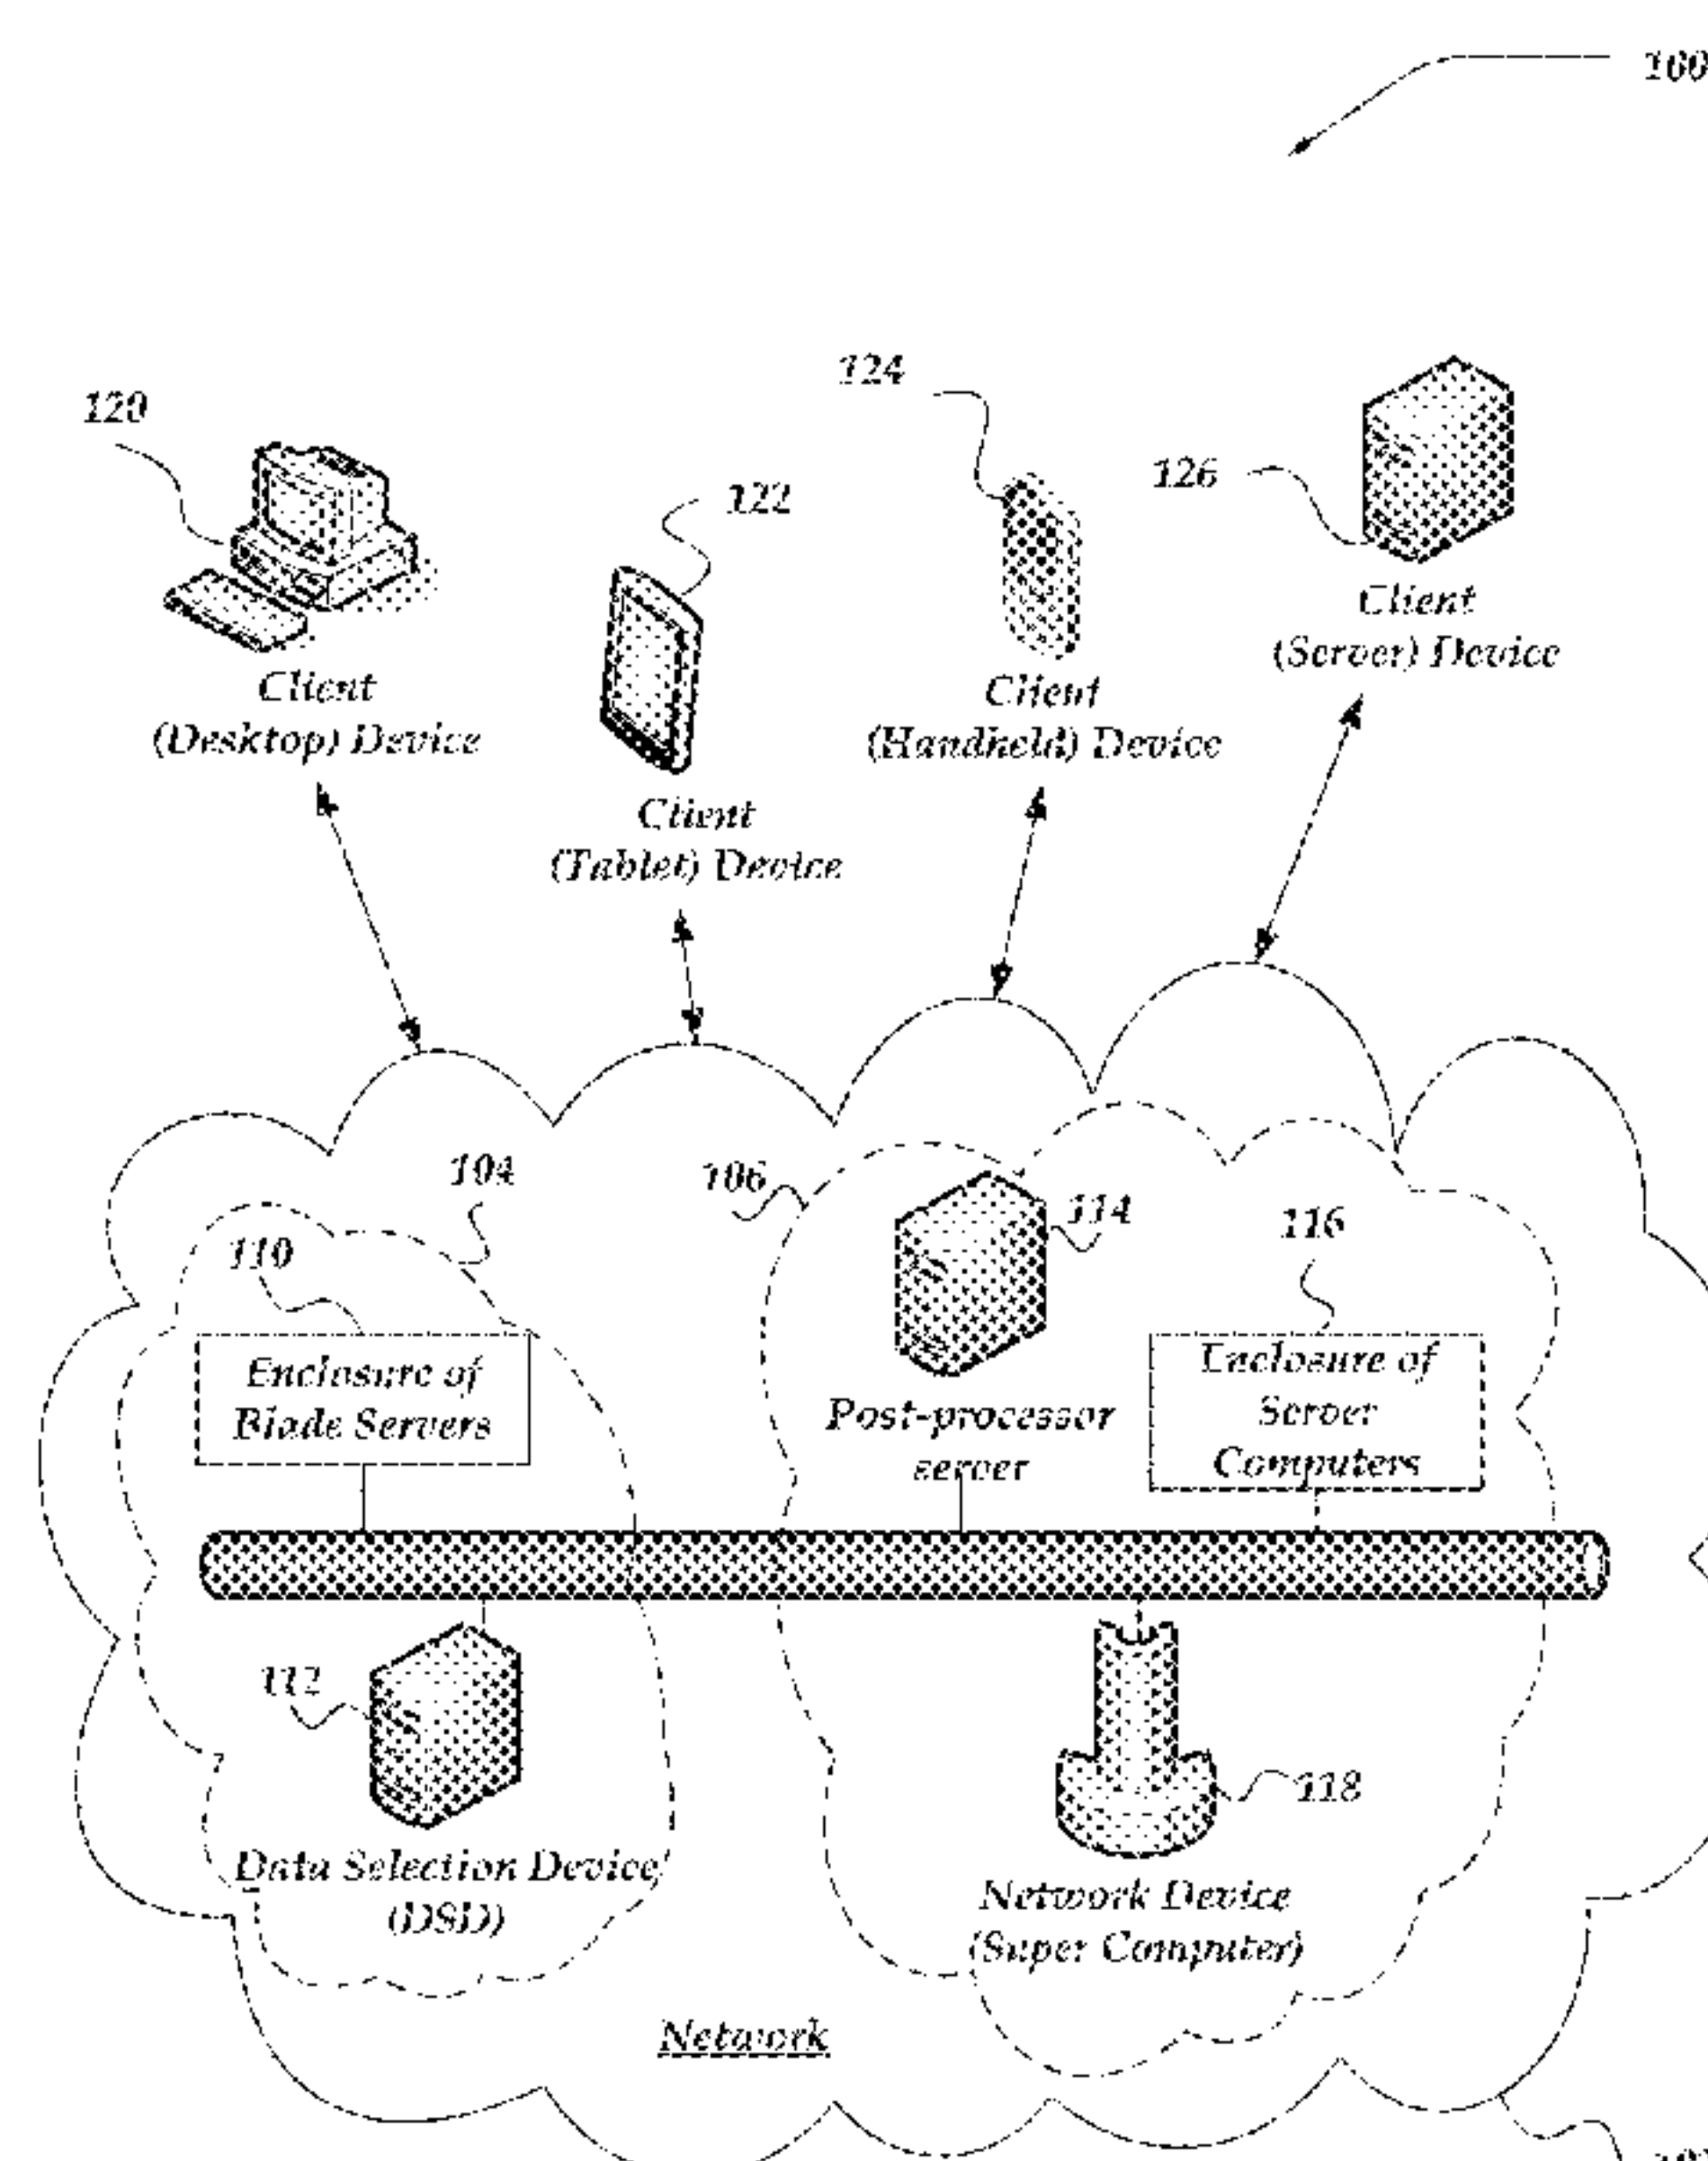 100
124
120
126
122
Client
(Server) Device
Client
(Desktop) Device
Client
(Handheld) Device
Client
(Tablet) Device
104
106
114
116
110
Enclosure of
Blade Servers
Enclosure of
Server
Computers
Post-processor
server
112
118
Data Selection Device
(DSD)
Network Device
(Super Computer)
Network